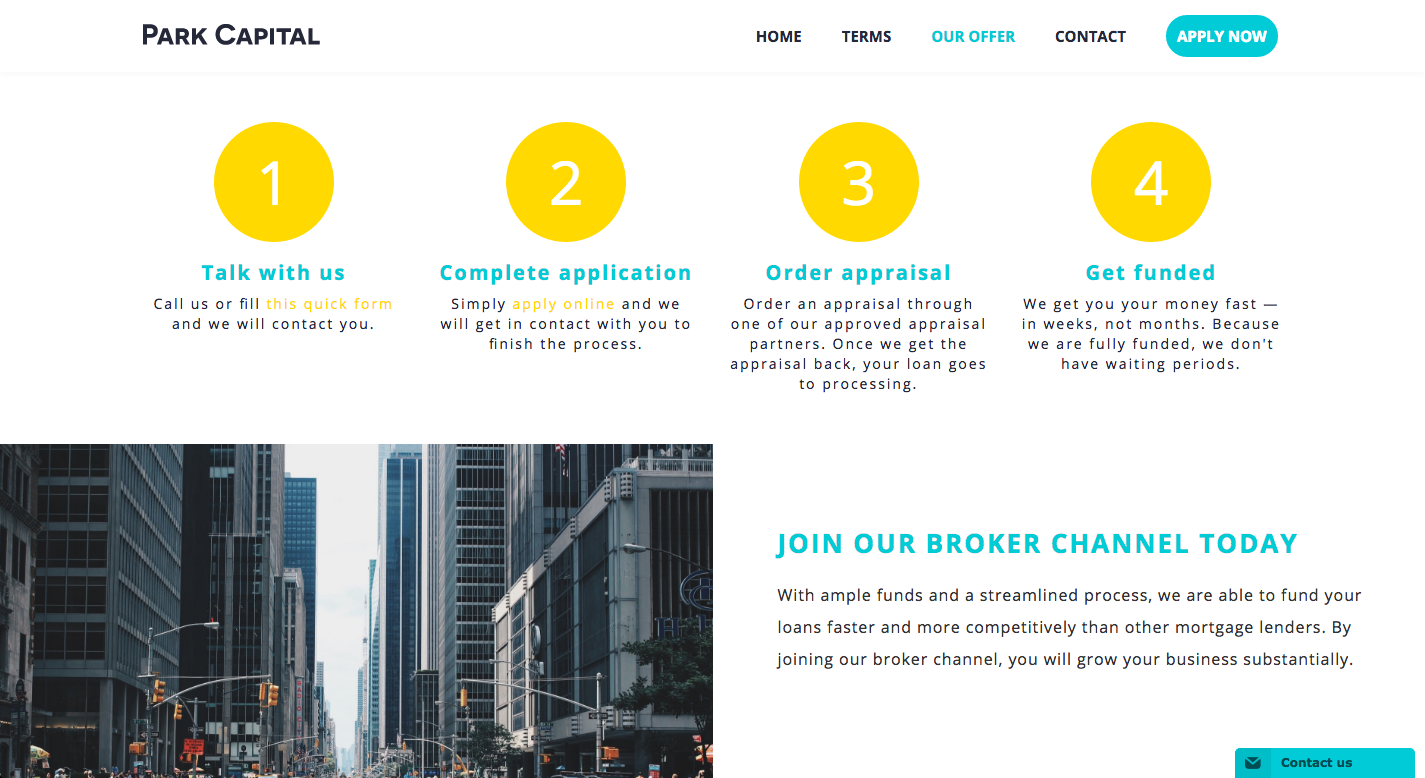 PARK CAPITAL
HOME TERMS OUR OFFER CONTACT APPLY NOW
1
Talk with us
Call us or fill this quick form
and we will contact you.
2
Complete application
Simply apply online and we
will get in contact with you to
finish the process.
3
Order appraisal
Order an appraisal through
one of our approved appraisal
partners. Once we get the
appraisal back, your loan goes
to processing.
4
Get funded
We get you your money fast —
in weeks, not months. Because
we are fully funded, we don't
have waiting periods.
JOIN OUR BROKER CHANNEL TODAY
With ample funds and a streamlined process, we are able to fund your
loans faster and more competitively than other mortgage lenders. By
joining our broker channel, you will grow your business substantially.
Contact us